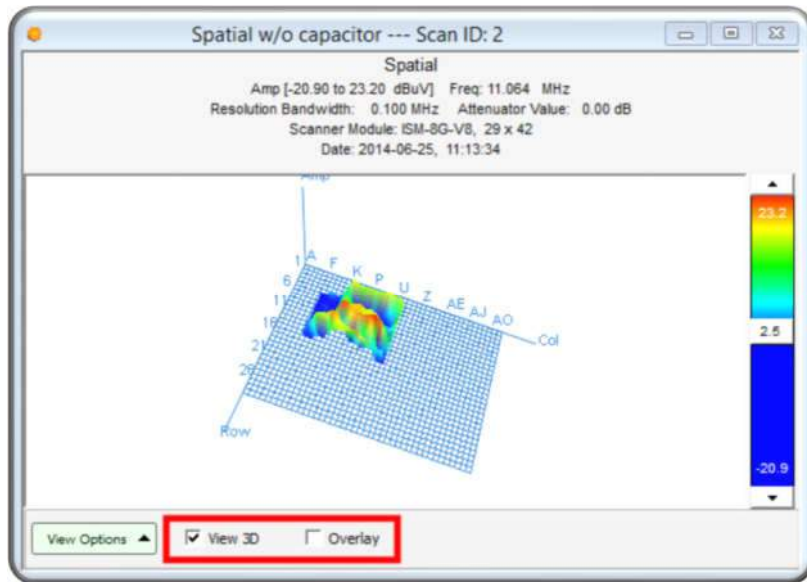 Spatial w/o capacitor --- Scan ID: 2
Spatial
Amp [-20.90 to 23.20 dBuV] Freq: 11.064 MHz
Resolution Bandwidth: 0.100 MHz Attenuator Value: 0.00 dB
Scanner Module: ISM-8G-V8, 29 x 42
Date: 2014-06-25, 11:13:34
Amp
1 A F K P U Z AE AJ AO
Col
6
11
16
21
26
Row
23.2
2.5
-20.9
View Options View 3D Overlay